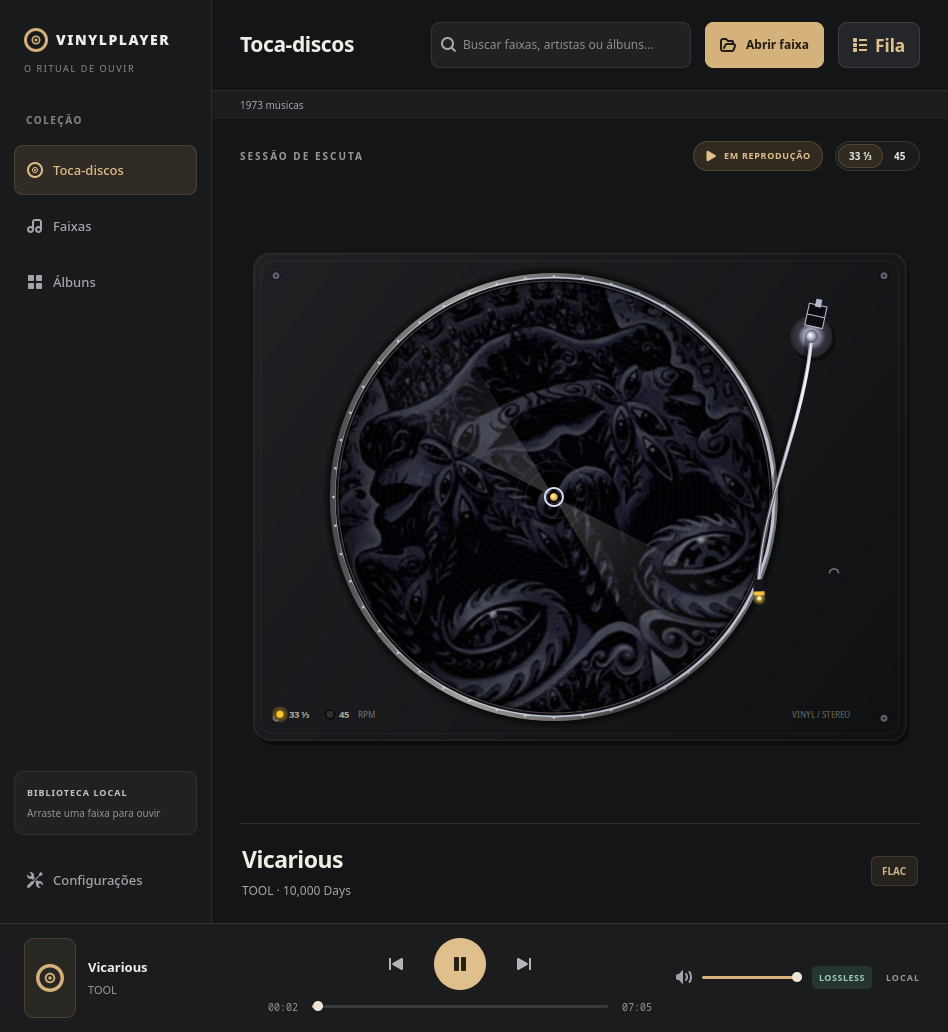 VINYLPLAYER
O RITUAL DE OUVIR
COLEÇÃO
Toca-discos
Faixas
Álbuns
BIBLIOTECA LOCAL
Arraste uma faixa para ouvir
Configurações
Toca-discos
Buscar faixas, artistas ou álbuns...
Abrir faixa
Fila
1973 músicas
SESSÃO DE ESCUTA
EM REPRODUÇÃO
33 ⅓ 45
33 ⅓ 45 RPM
VINYL / STEREO
Vicarious
TOOL · 10,000 Days
FLAC
Vicarious
TOOL
00:02
07:05
LOSSLESS
LOCAL